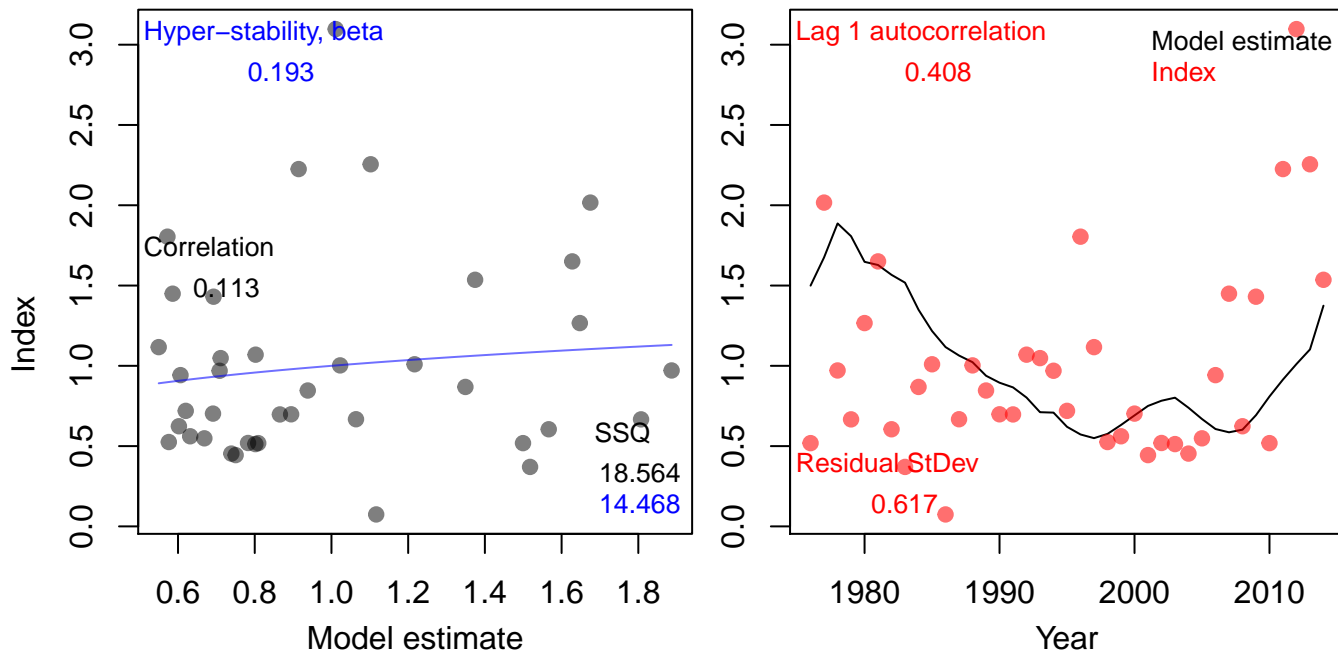 Hyper−stability, beta
0.193
Correlation
0.113
SSQ
18.564
14.468
0.0
0.5
1.0
1.5
2.0
2.5
3.0
Index
0.6 0.8 1.0 1.2 1.4 1.6 1.8
Model estimate
Lag 1 autocorrelation
0.408
Model estimate
Index
Residual StDev
0.617
0.0
0.5
1.0
1.5
2.0
2.5
3.0
1980 1990 2000 2010
Year